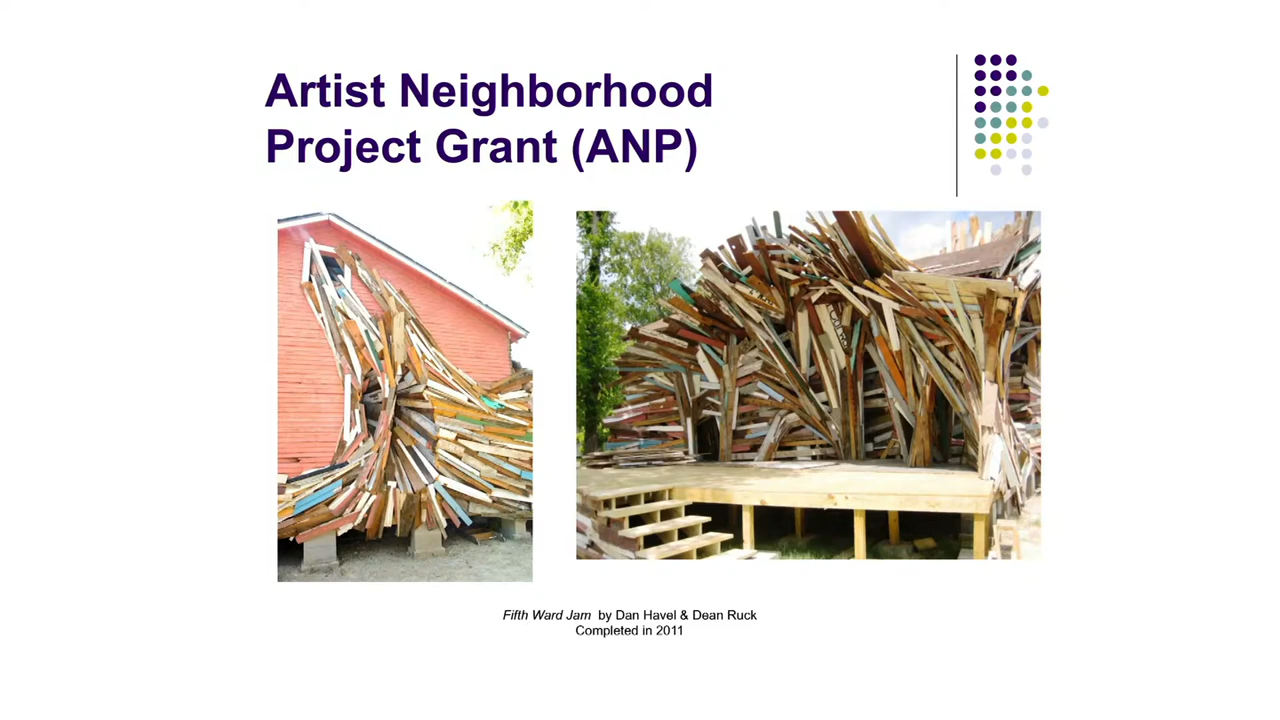 Artist Neighborhood
Project Grant (ANP)
Fifth Ward Jam by Dan Havel & Dean Ruck
Completed in 2011